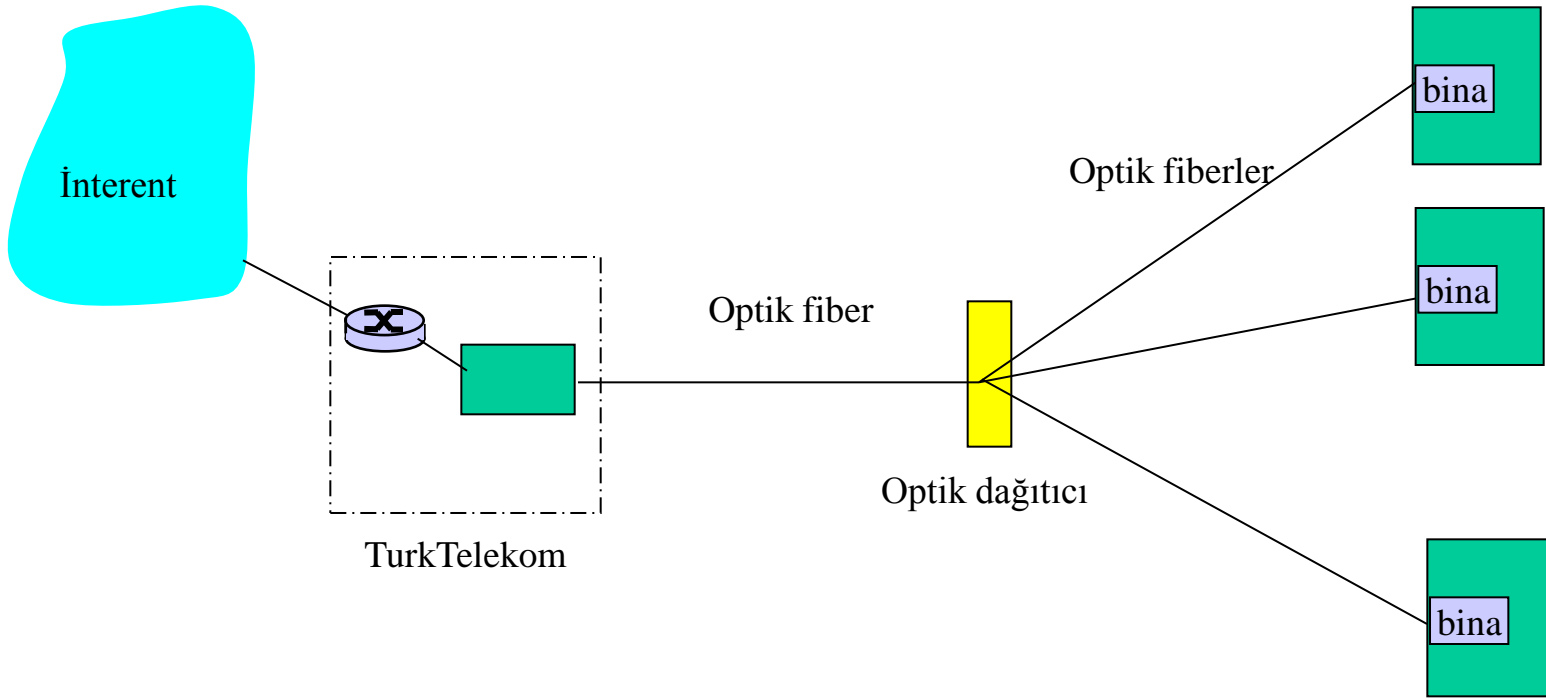 İnterent
Optik fiber
TurkTelekom
Optik dağıtıcı
Optik fiberler
bina
bina
bina